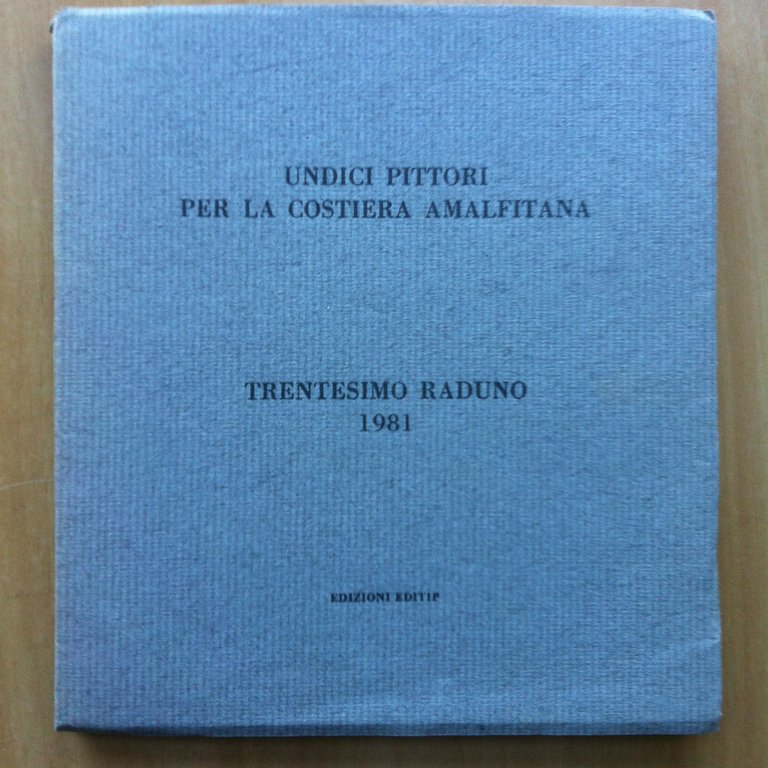 UNDICI PITTORI
PER LA COSTIERA AMALFITANA
TRENTESIMO RADUNO
1981
EDIZIONI EDITIP